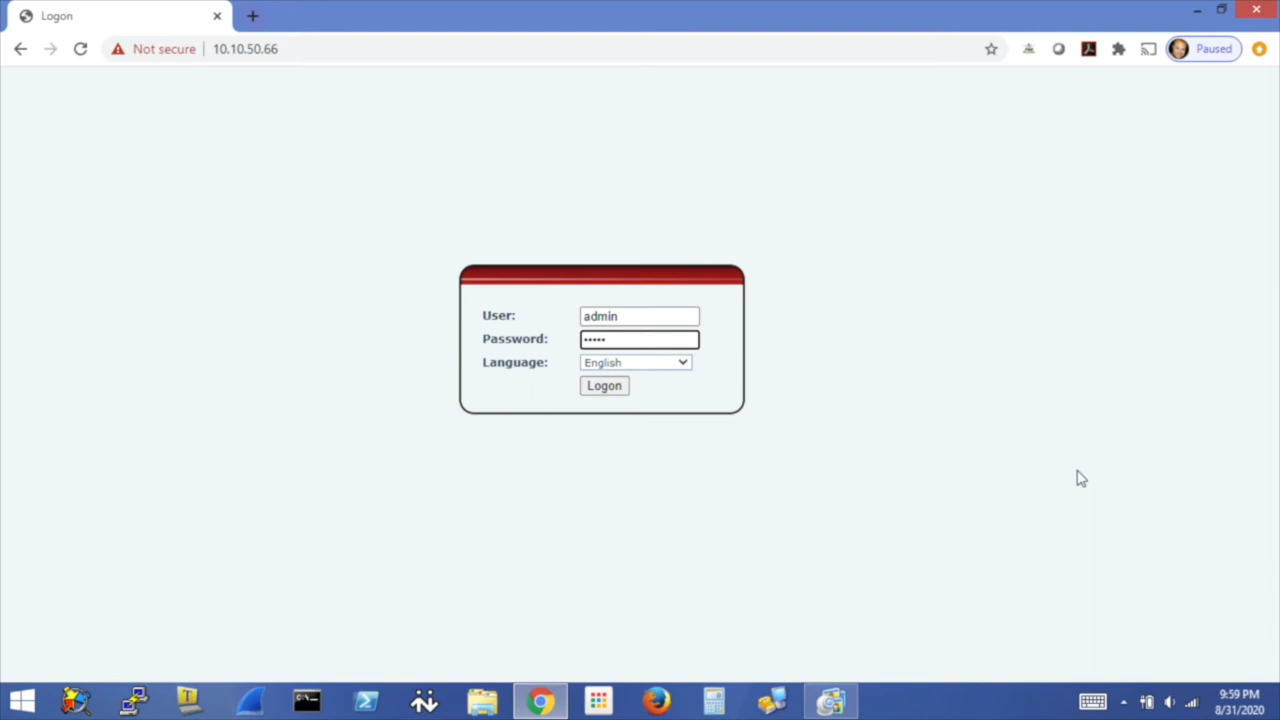 Logon
Not secure
10.10.50.66
Paused
User: admin
Password: •••••
Language: English
Logon
T
C:\_
9:59 PM
8/31/2020